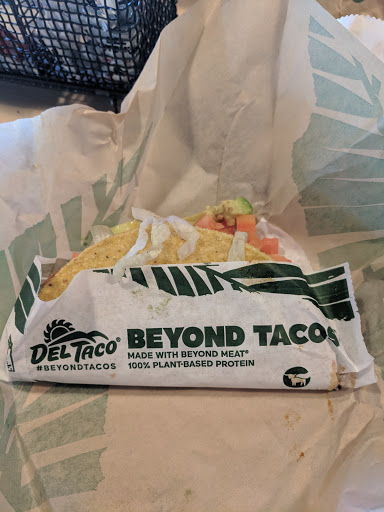 DEL TACO®
#BEYONDTACOS
BEYOND TACOS
MADE WITH BEYOND MEAT®
100% PLANT-BASED PROTEIN